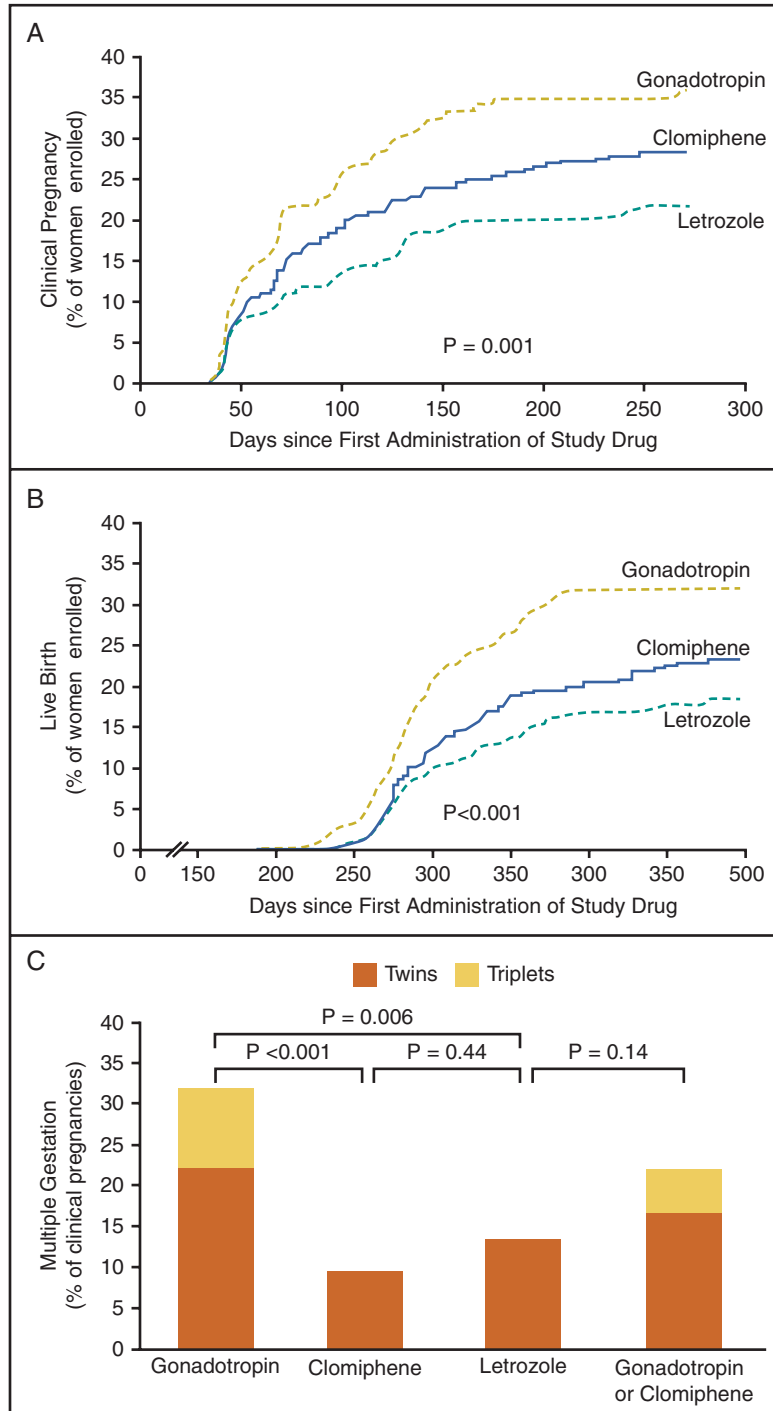 A
40
35
30
25
20
15
10
5
0
Clinical Pregnancy
(% of women enrolled)
Gonadotropin
Clomiphene
Letrozole
P = 0.001
0 50 100 150 200 250 300
Days since First Administration of Study Drug
B
40
35
30
25
20
15
10
5
0
Live Birth
(% of women enrolled)
Gonadotropin
Clomiphene
Letrozole
P<0.001
0 150 200 250 300 350 300 350 500
Days since First Administration of Study Drug
C
Twins Triplets
40
35
30
25
20
15
10
5
0
Multiple Gestation
(% of clinical pregnancies)
P = 0.006
P <0.001 P = 0.44 P = 0.14
Gonadotropin Clomiphene Letrozole Gonadotropin
or Clomiphene